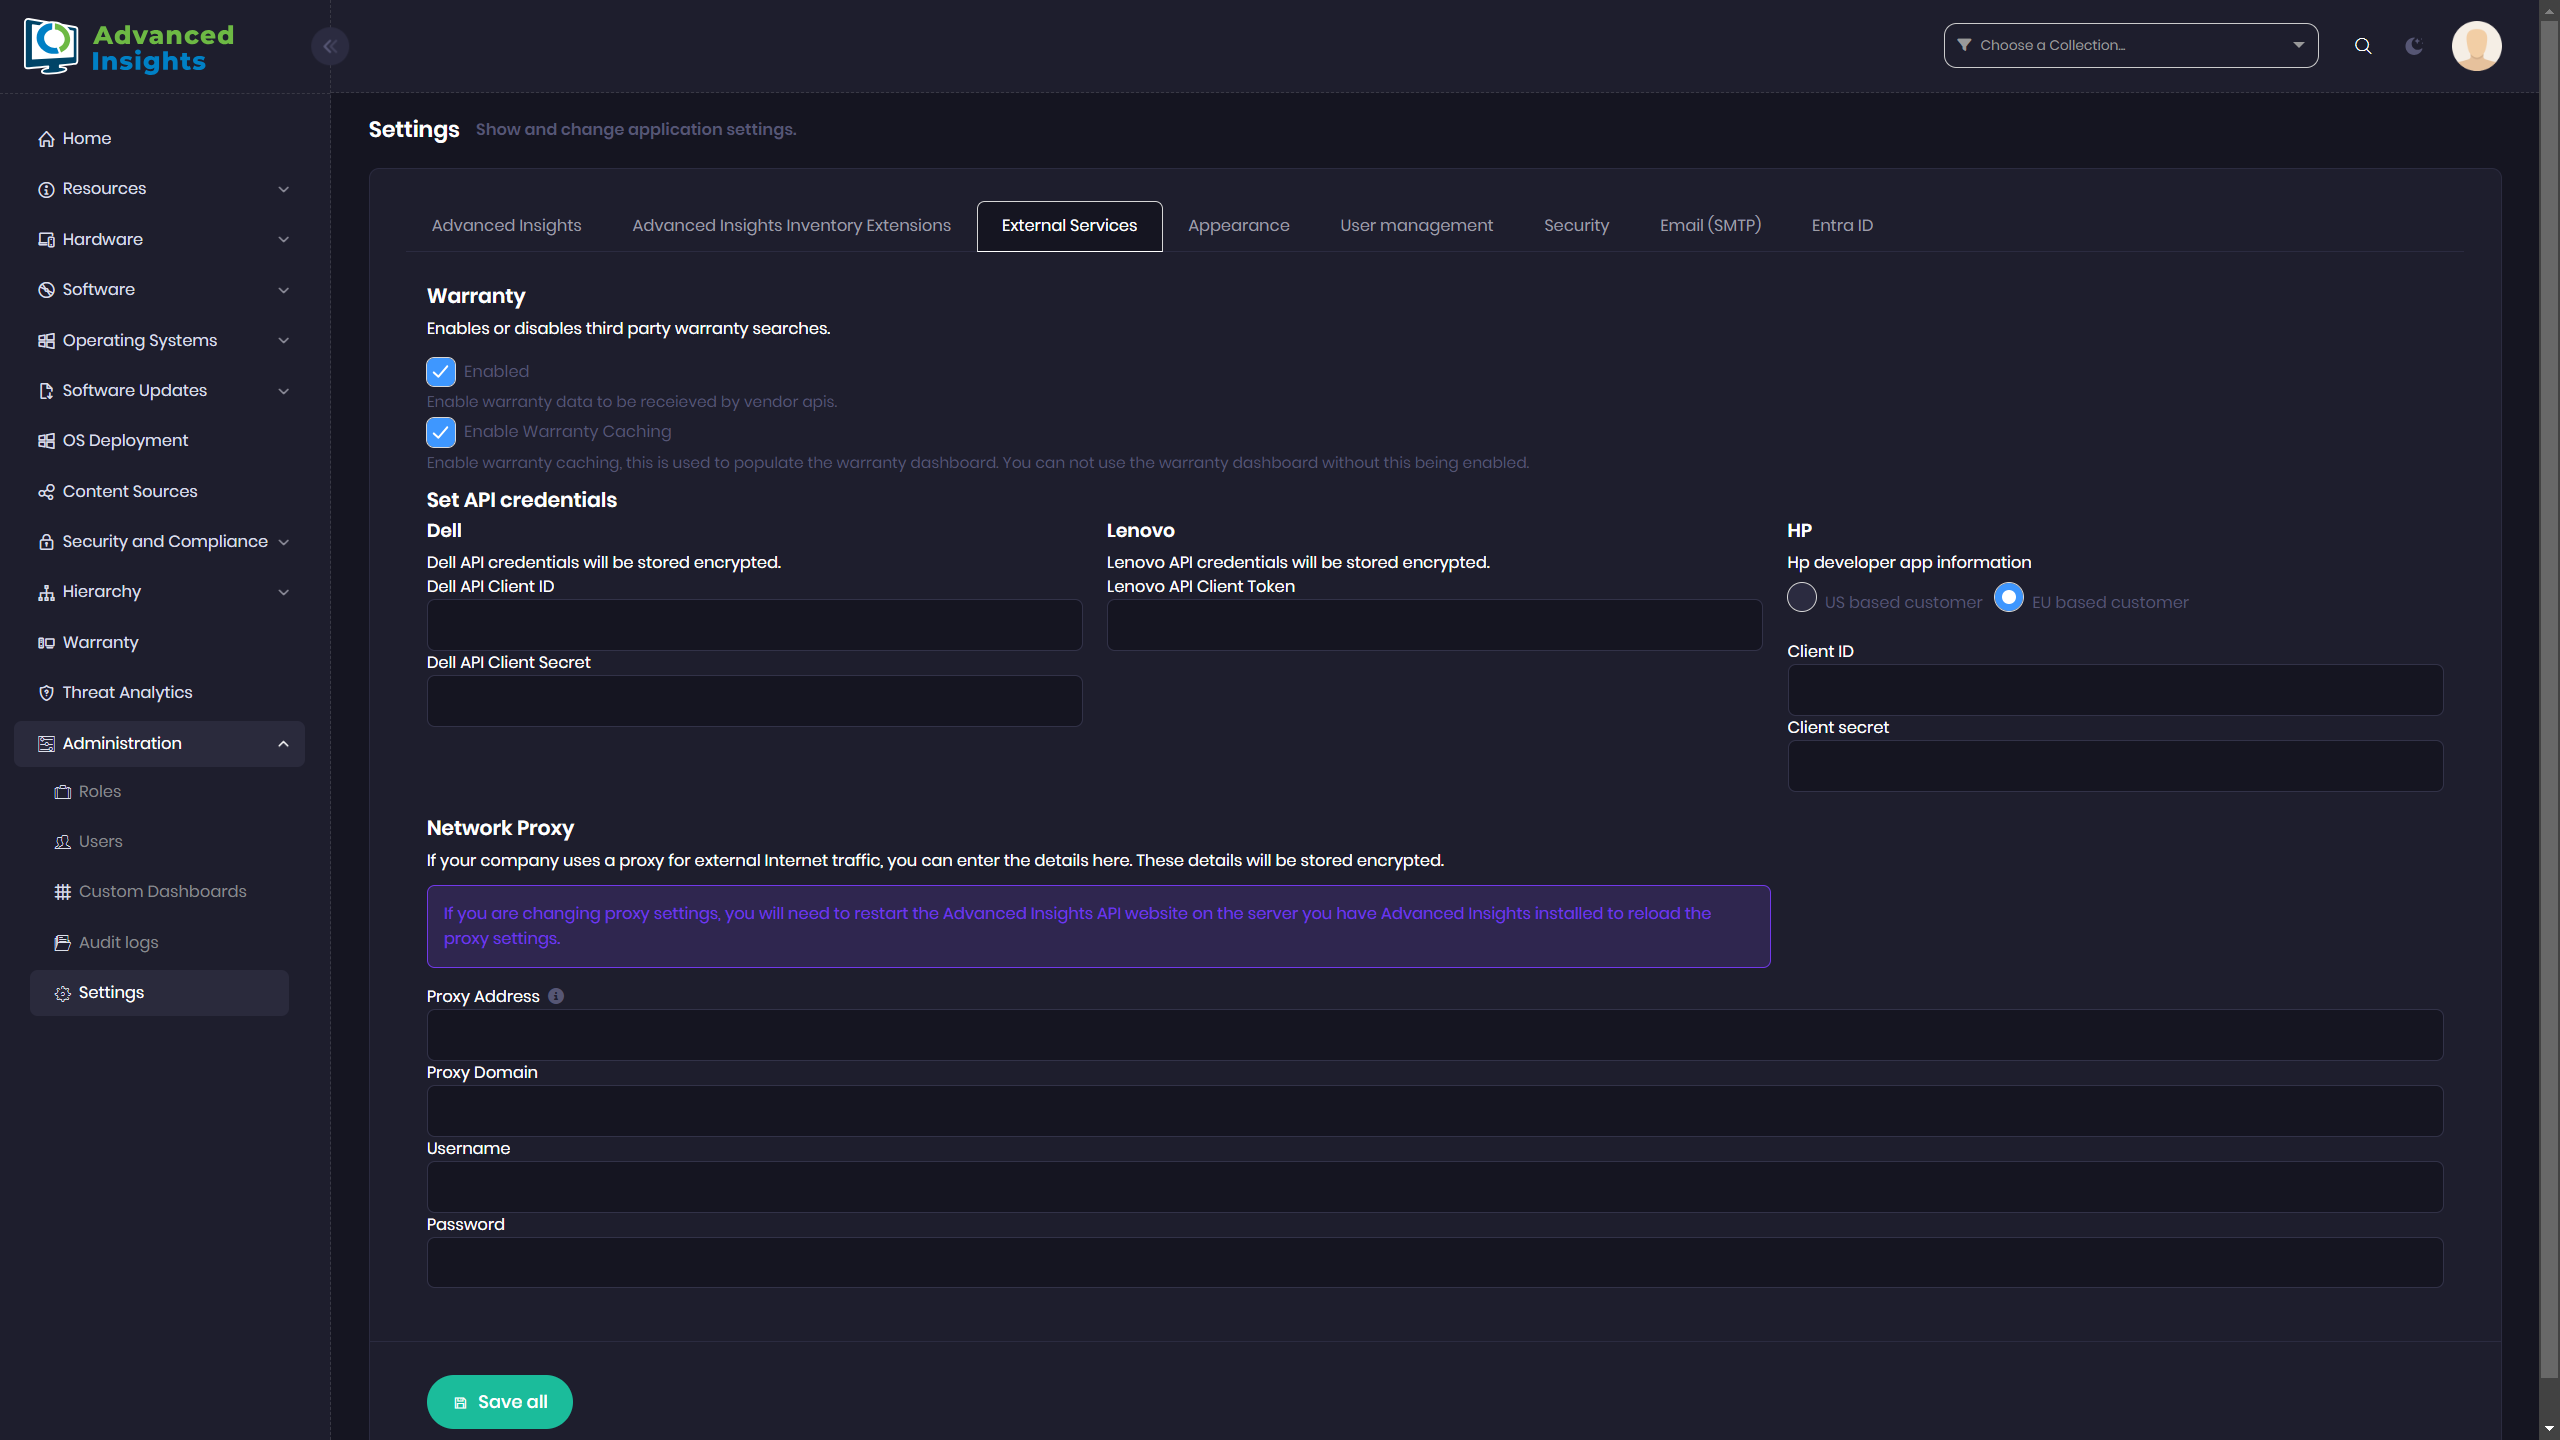 Advanced
Insights
Choose a Collection...
Home
Resources
Hardware
Software
Operating Systems
Software Updates
OS Deployment
Content Sources
Security and Compliance
Hierarchy
Warranty
Threat Analytics
Administration
Roles
Users
Custom Dashboards
Audit logs
Settings
Settings Show and change application settings.
Advanced Insights Advanced Insights Inventory Extensions External Services Appearance User management Security Email (SMTP) Entra ID
Warranty
Enables or disables third party warranty searches.
Enabled
Enable warranty data to be receieved by vendor apis.
Enable Warranty Caching
Enable warranty caching, this is used to populate the warranty dashboard. You can not use the warranty dashboard without this being enabled.
Set API credentials
Dell
Dell API credentials will be stored encrypted.
Dell API Client ID
Dell API Client Secret
Lenovo
Lenovo API credentials will be stored encrypted.
Lenovo API Client Token
HP
Hp developer app information
US based customer EU based customer
Client ID
Client secret
Network Proxy
If your company uses a proxy for external Internet traffic, you can enter the details here. These details will be stored encrypted.
If you are changing proxy settings, you will need to restart the Advanced Insights API website on the server you have Advanced Insights installed to reload the
proxy settings.
Proxy Address
Proxy Domain
Username
Password
Save all